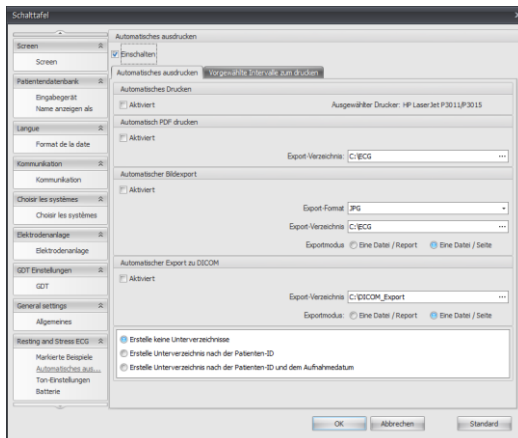 Schalttafel
Screen
Screen
Patientendatenbank
Eingabegerät
Name anzeigen als
Langue
Format de la date
Kommunikation
Kommunikation
Choisir les systèmes
Choisir les systèmes
Elektrodenanlage
Elektrodenanlage
GDT Einstellungen
GDT
General settings
Allgemeines
Resting and Stress ECG
Markierte Beispiele
Automatisches aus...
Ton-Einstellungen
Batterie
Automatisches ausdrucken
Einschalten
Automatisches ausdrucken Vorgewählte Intervalle zum drucken
Automatisches Drucken
Aktiviert Ausgewählter Drucker: HP LaserJet P3011/P3015
Automatisch PDF drucken
Aktiviert
Export-Verzeichnis: C:\ECG ...
Automatischer Bildexport
Aktiviert
Export-Format JPG
Export-Verzeichnis C:\ECG ...
Exportmodus Eine Datei / Report Eine Datei / Seite
Automatischer Export zu DICOM
Aktiviert
Export-Verzeichnis C:\DICOM_Export ...
Exportmodus: Eine Datei / Report Eine Datei / Seite
Erstelle keine Unterverzeichnisse
Erstelle Unterverzeichnis nach der Patienten-ID
Erstelle Unterverzeichnis nach der Patienten-ID und dem Aufnahmedatum
OK Abbrechen Standard